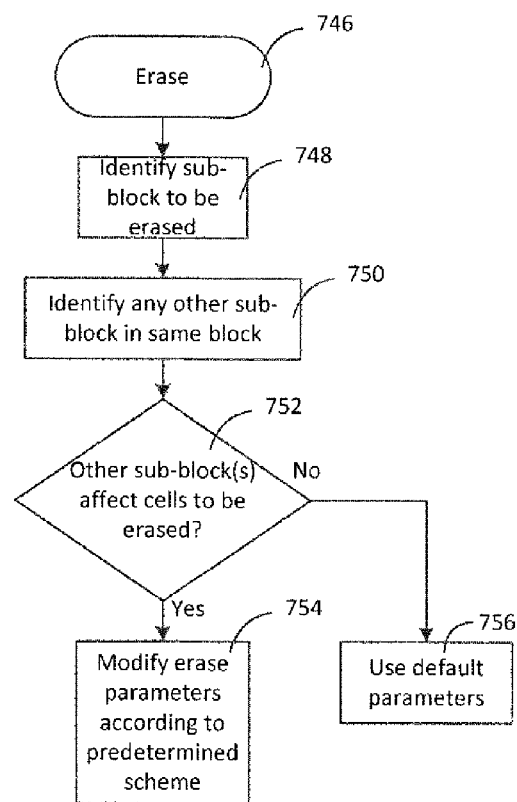 746
Erase
748
Identify sub-
block to be
erased
750
Identify any other sub-
block in same block
752
Other sub-block(s)
affect cells to be
erased?
No
Yes
754
Modify erase
parameters
according to
predetermined
scheme
756
Use default
parameters